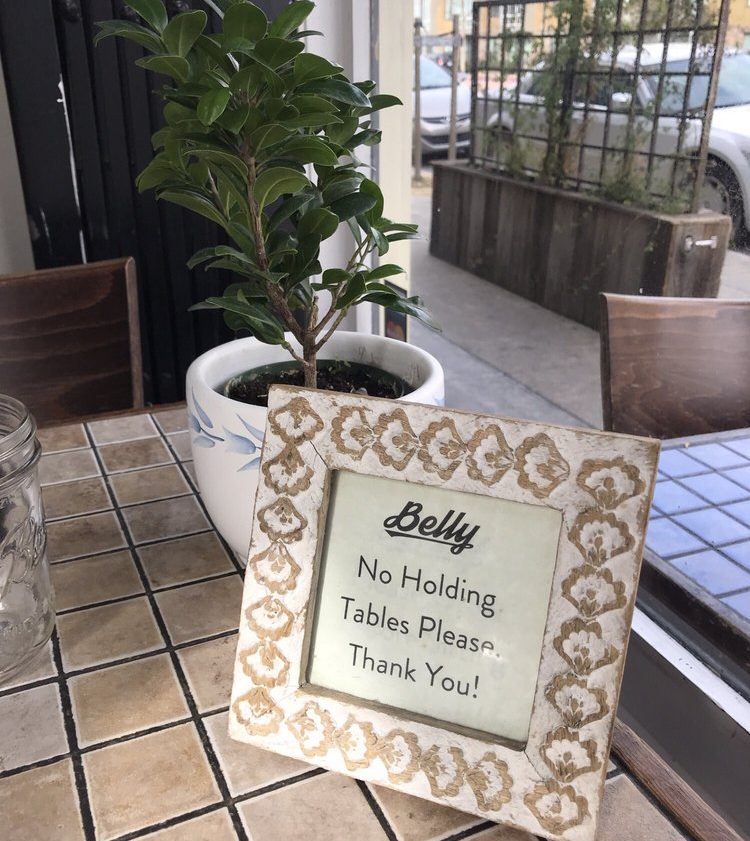 Belly
No Holding
Tables Please.
Thank You!